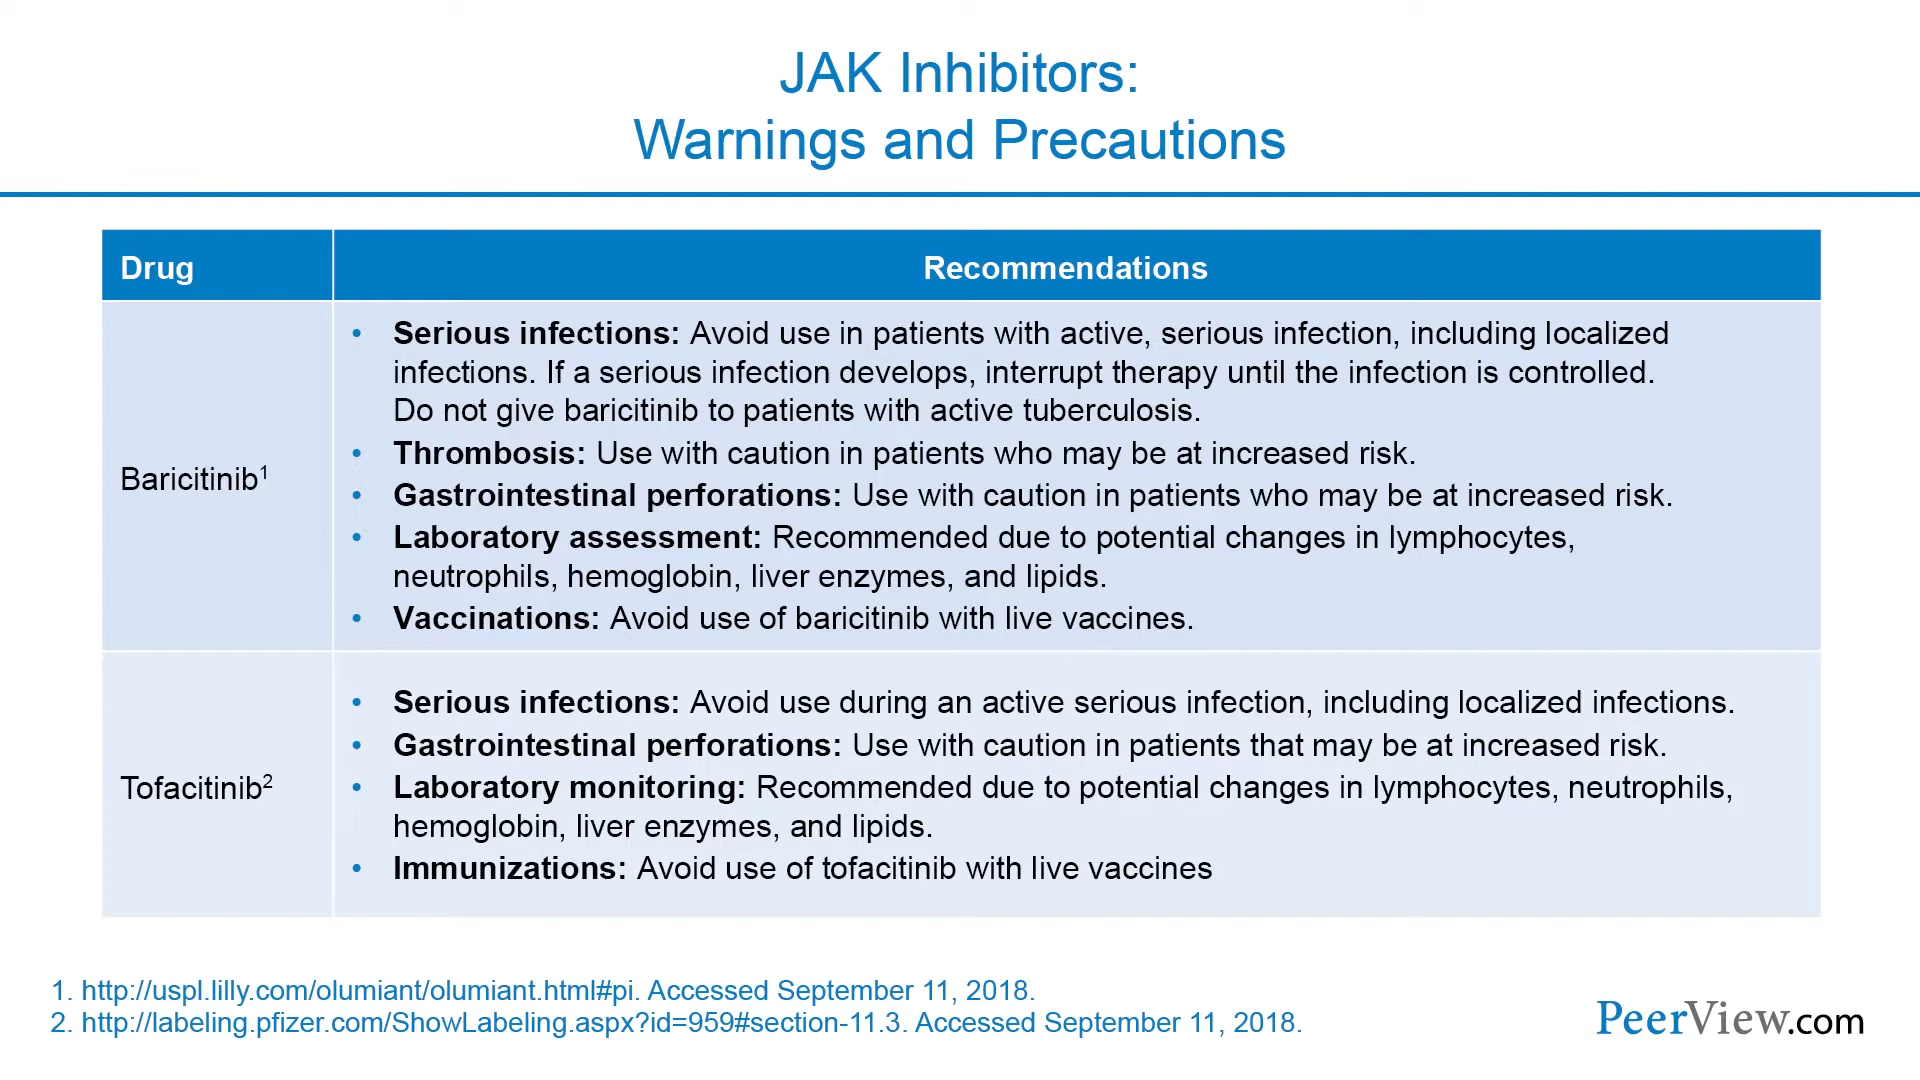 JAK Inhibitors:
Warnings and Precautions
Drug
Recommendations
Baricitinib1
• Serious infections: Avoid use in patients with active, serious infection, including localized
infections. If a serious infection develops, interrupt therapy until the infection is controlled.
Do not give baricitinib to patients with active tuberculosis.
• Thrombosis: Use with caution in patients who may be at increased risk.
• Gastrointestinal perforations: Use with caution in patients who may be at increased risk.
• Laboratory assessment: Recommended due to potential changes in lymphocytes,
neutrophils, hemoglobin, liver enzymes, and lipids.
• Vaccinations: Avoid use of baricitinib with live vaccines.
Tofacitinib2
• Serious infections: Avoid use during an active serious infection, including localized infections.
• Gastrointestinal perforations: Use with caution in patients that may be at increased risk.
• Laboratory monitoring: Recommended due to potential changes in lymphocytes, neutrophils,
hemoglobin, liver enzymes, and lipids.
• Immunizations: Avoid use of tofacitinib with live vaccines
1. http://uspl.lilly.com/olumiant/olumiant.html#pi. Accessed September 11, 2018.
2. http://labeling.pfizer.com/ShowLabeling.aspx?id=959#section-11.3. Accessed September 11, 2018.
PeerView.com